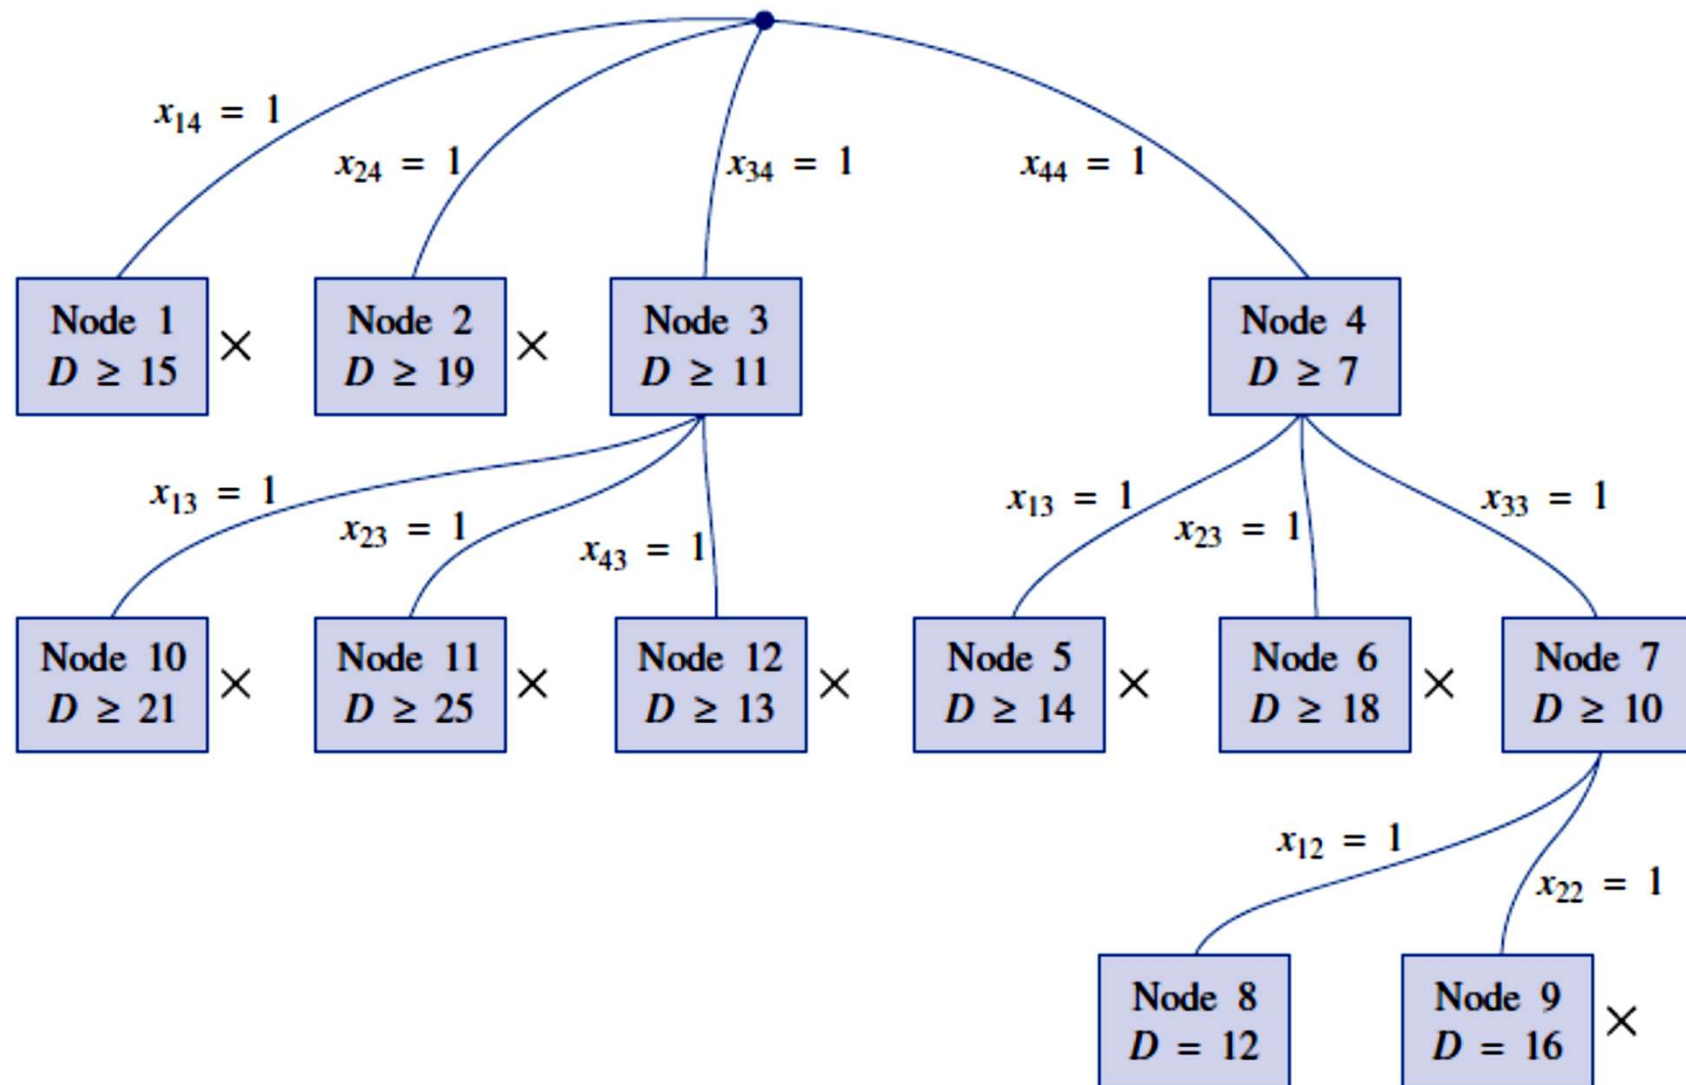 x₁₄ = 1
x₂₄ = 1
x₃₄ = 1
x₄₄ = 1
Node 1
D ≥ 15
×
Node 2
D ≥ 19
×
Node 3
D ≥ 11
Node 4
D ≥ 7
x₁₃ = 1
x₂₃ = 1
x₄₃ = 1
x₁₃ = 1
x₂₃ = 1
x₃₃ = 1
Node 10
D ≥ 21
×
Node 11
D ≥ 25
×
Node 12
D ≥ 13
×
Node 5
D ≥ 14
×
Node 6
D ≥ 18
×
Node 7
D ≥ 10
x₁₂ = 1
x₂₂ = 1
Node 8
D = 12
Node 9
D = 16
×